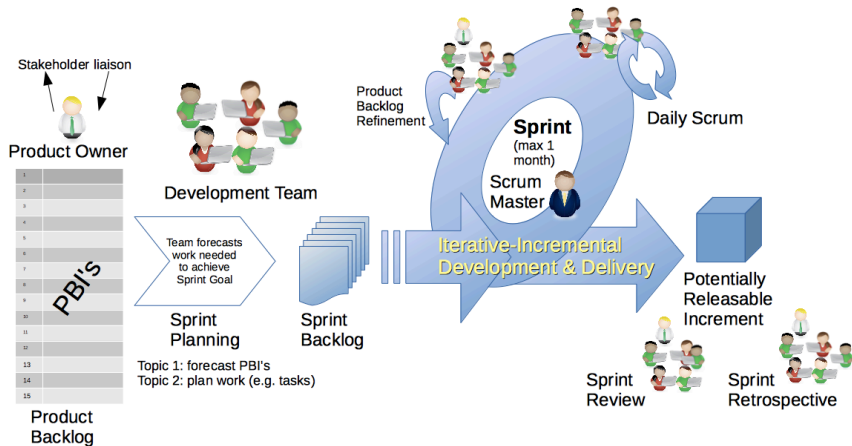 Stakeholder liaison
Product Owner
1
2
3
4
5
6
7
8
9
10
11
12
13
14
15
PBI's
Product
Backlog
Development Team
Team forecasts
work needed
to achieve
Sprint Goal
Sprint
Planning
Topic 1: forecast PBI's
Topic 2: plan work (e.g. tasks)
Sprint
Backlog
Product
Backlog
Refinement
Sprint
(max 1
month)
Scrum
Master
Daily Scrum
Iterative-Incremental
Development & Delivery
Potentially
Releasable
Increment
Sprint
Review
Sprint
Retrospective